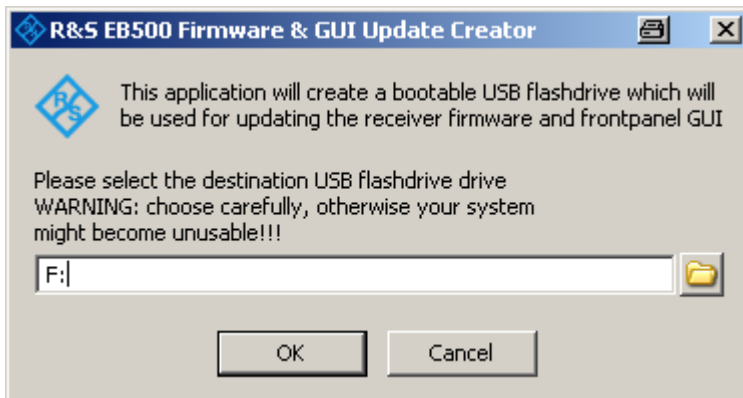 R&S EB500 Firmware & GUI Update Creator
R&S
This application will create a bootable USB flashdrive which will
be used for updating the receiver firmware and frontpanel GUI
Please select the destination USB flashdrive drive
WARNING: choose carefully, otherwise your system
might become unusable!!!
F:
OK
Cancel